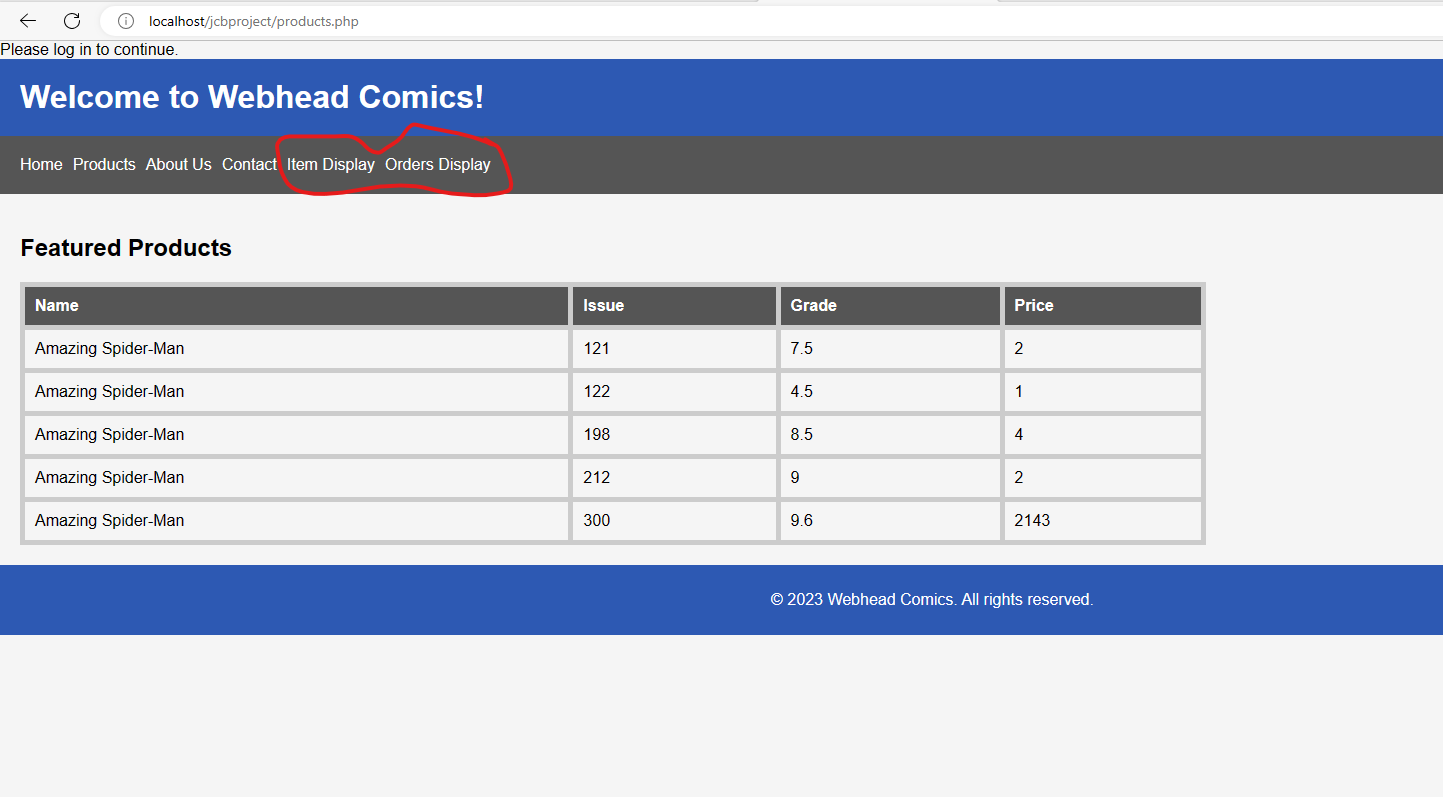 localhost/jcbproject/products.php
Please log in to continue.
Welcome to Webhead Comics!
Home Products About Us Contact Item Display Orders Display
Featured Products
Name Issue Grade Price
Amazing Spider-Man 121 7.5 2
Amazing Spider-Man 122 4.5 1
Amazing Spider-Man 198 8.5 4
Amazing Spider-Man 212 9 2
Amazing Spider-Man 300 9.6 2143
© 2023 Webhead Comics. All rights reserved.